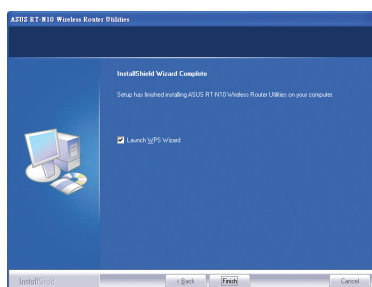 ASUS RT-N10 Wireless Router Utilities
InstallShield Wizard Complete
Setup has finished installing ASUS RT-N10 Wireless Router Utilities on your computer.
Launch WPS Wizard
InstallShield
< Back
Finish
Cancel